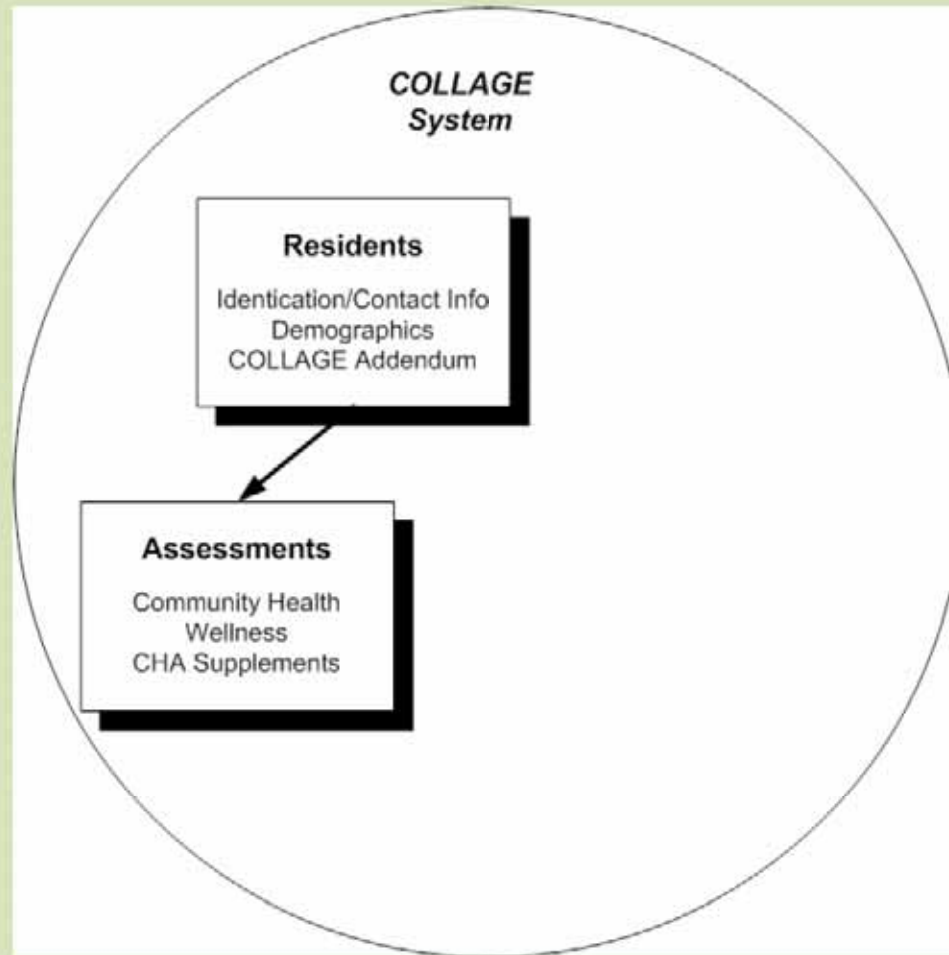 COLLAGE
System
Residents
Identication/Contact Info
Demographics
COLLAGE Addendum
Assessments
Community Health
Wellness
CHA Supplements